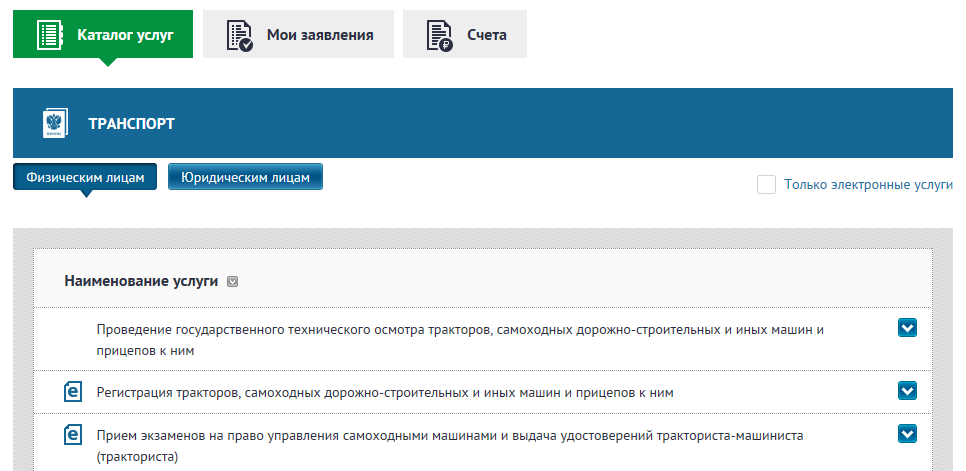 Каталог услуг
Мои заявления
Счета
ТРАНСПОРТ
Физическим лицам
Юридическим лицам
Только электронные услуги
Наименование услуги
Проведение государственного технического осмотра тракторов, самоходных дорожно-строительных и иных машин и
прицепов к ним
Регистрация тракторов, самоходных дорожно-строительных и иных машин и прицепов к ним
Прием экзаменов на право управления самоходными машинами и выдача удостоверений тракториста-машиниста
(тракториста)